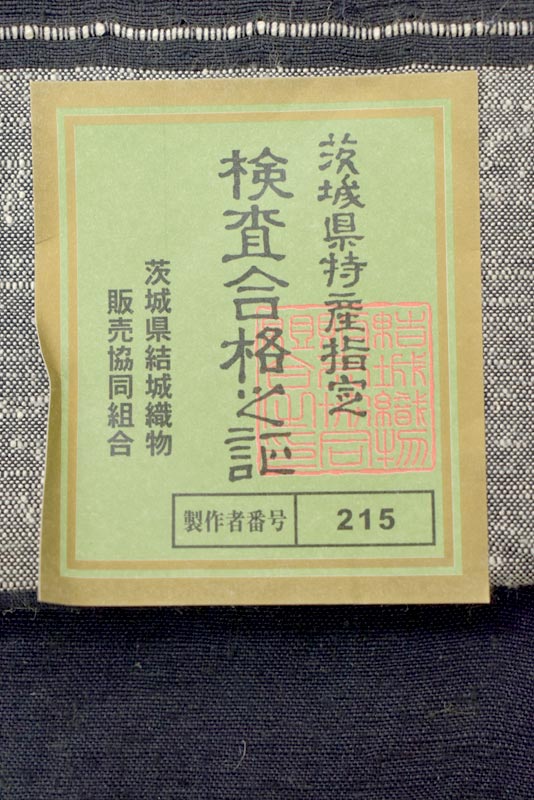 茨城県特産指定
検査合格之証
茨城県結城織物
販売協同組合
製作者番号
215